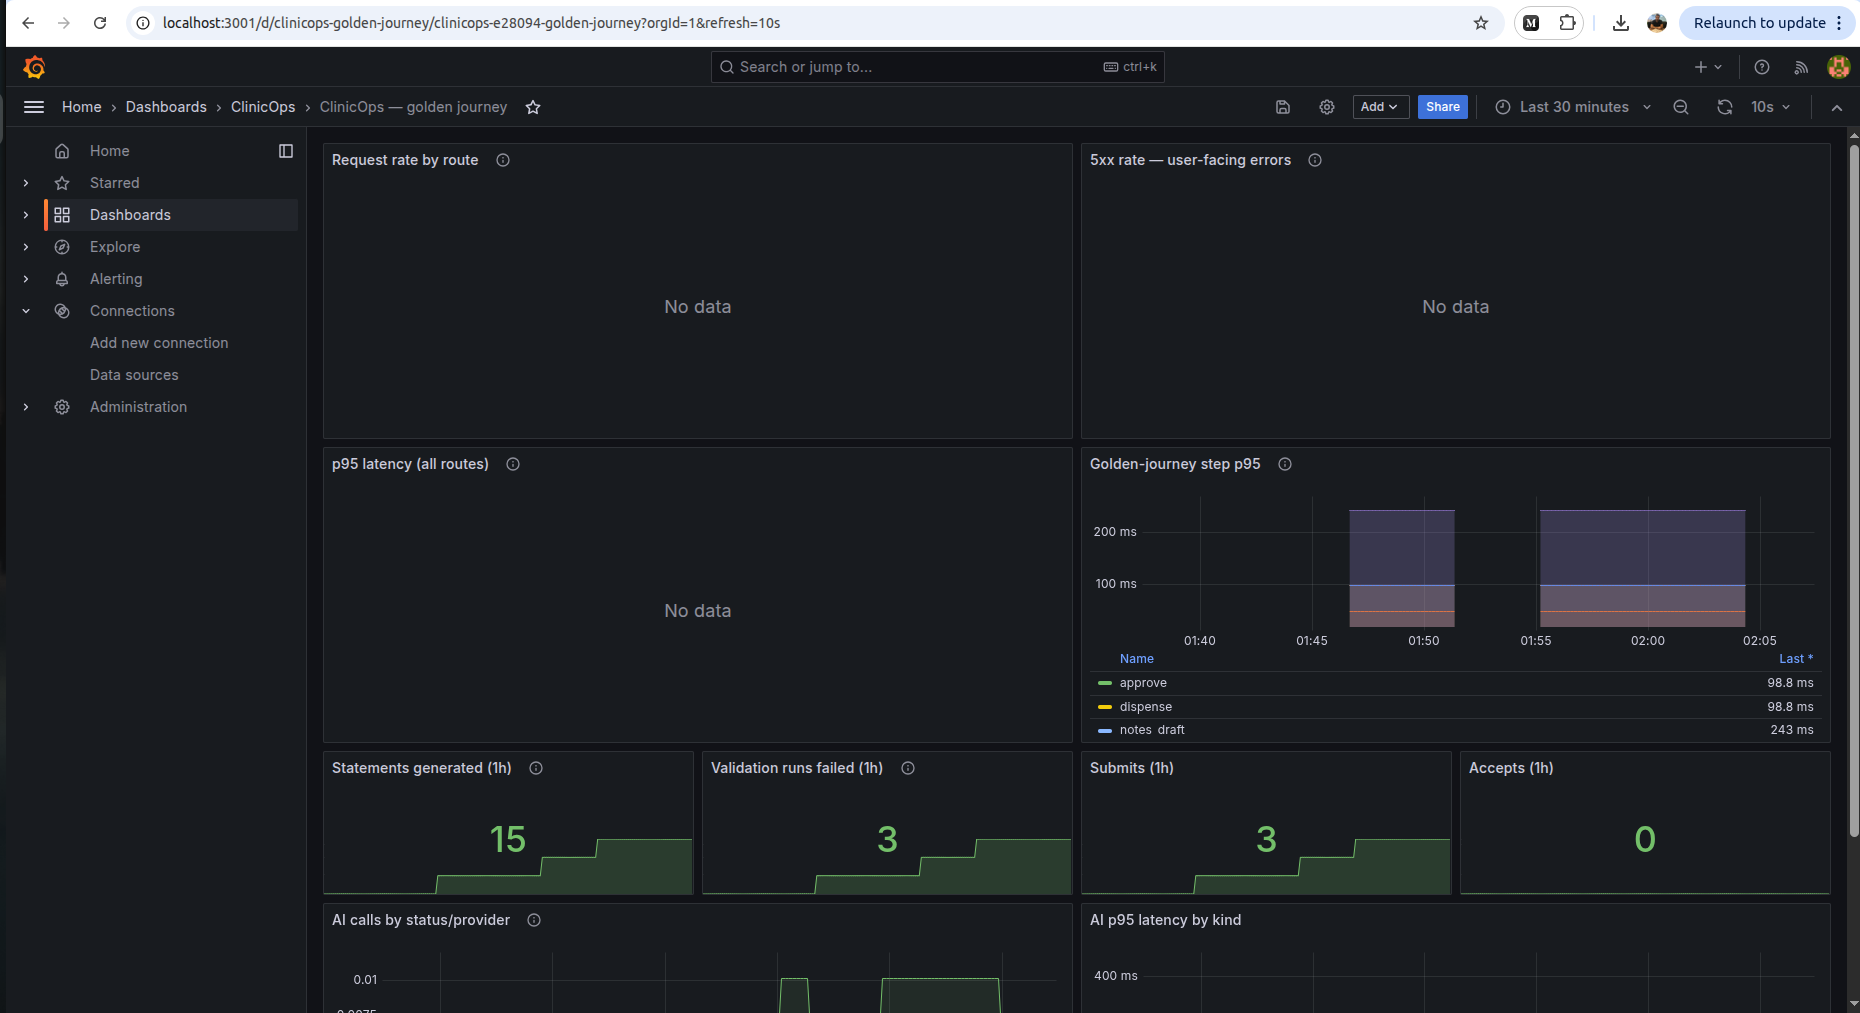 localhost:3001/d/clinicops-golden-journey/clinicops-e28094-golden-journey?orgId=1&refresh=10s
M
Relaunch to update
Search or jump to...
ctrl+k
Home › Dashboards › ClinicOps › ClinicOps — golden journey
Add
Share
Last 30 minutes
10s
Home
Starred
Dashboards
Explore
Alerting
Connections
Add new connection
Data sources
Administration
Request rate by route
No data
5xx rate — user-facing errors
No data
p95 latency (all routes)
No data
Golden-journey step p95
200 ms
100 ms
01:40 01:45 01:50 01:55 02:00 02:05
Name Last *
approve 98.8 ms
dispense 98.8 ms
notes draft 243 ms
Statements generated (1h)
15
Validation runs failed (1h)
3
Submits (1h)
3
Accepts (1h)
0
AI calls by status/provider
0.01
0.0075
AI p95 latency by kind
400 ms